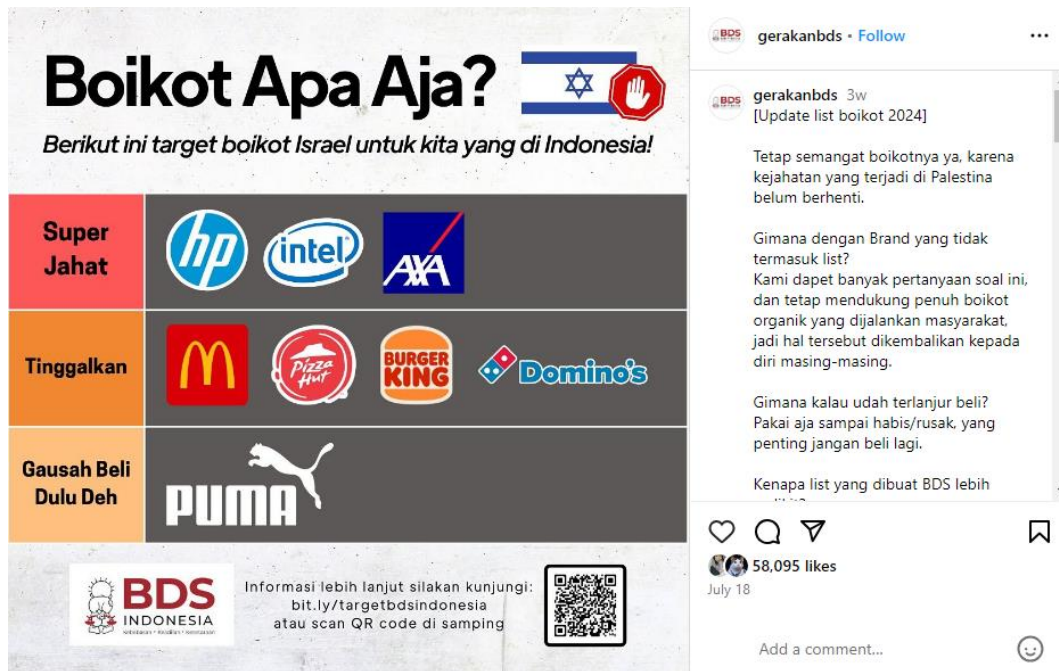 Boikot Apa Aja?
Berikut ini target boikot Israel untuk kita yang di Indonesia!
Super
Jahat
hp
intel
AXA
Tinggalkan
Pizza
Hut
BURGER
KING
Domino's
Gausah Beli
Dulu Deh
PUMA
BDS
INDONESIA
Informasi lebih lanjut silakan kunjungi:
bit.ly/targetbdsindonesia
atau scan QR code di samping
BDS
gerakanbds • Follow
BDS
gerakanbds 3w
[Update list boikot 2024]
Tetap semangat boikotnya ya, karena
kejahatan yang terjadi di Palestina
belum berhenti.
Gimana dengan Brand yang tidak
termasuk list?
Kami dapet banyak pertanyaan soal ini,
dan tetap mendukung penuh boikot
organik yang dijalankan masyarakat,
jadi hal tersebut dikembalikan kepada
diri masing-masing.
Gimana kalau udah terlanjur beli?
Pakai aja sampai habis/rusak, yang
penting jangan beli lagi.
Kenapa list yang dibuat BDS lebih
58,095 likes
July 18
Add a comment...